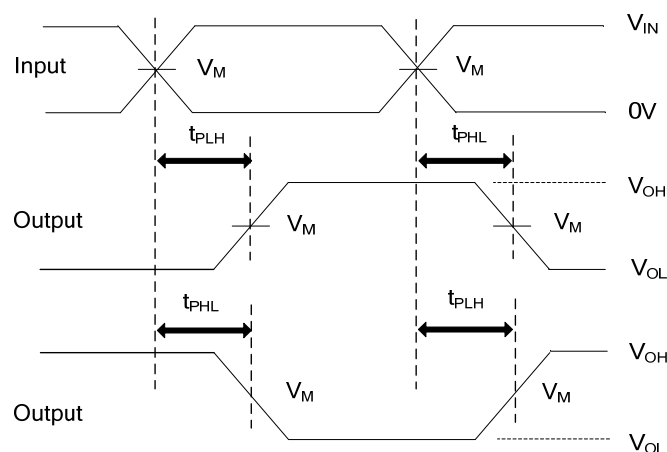 V_IN
Input V_M V_M
0V
t_PLH t_PHL
V_OH
Output V_M V_M
V_OL
t_PHL t_PLH
V_OH
V_M V_M
Output
V_OL